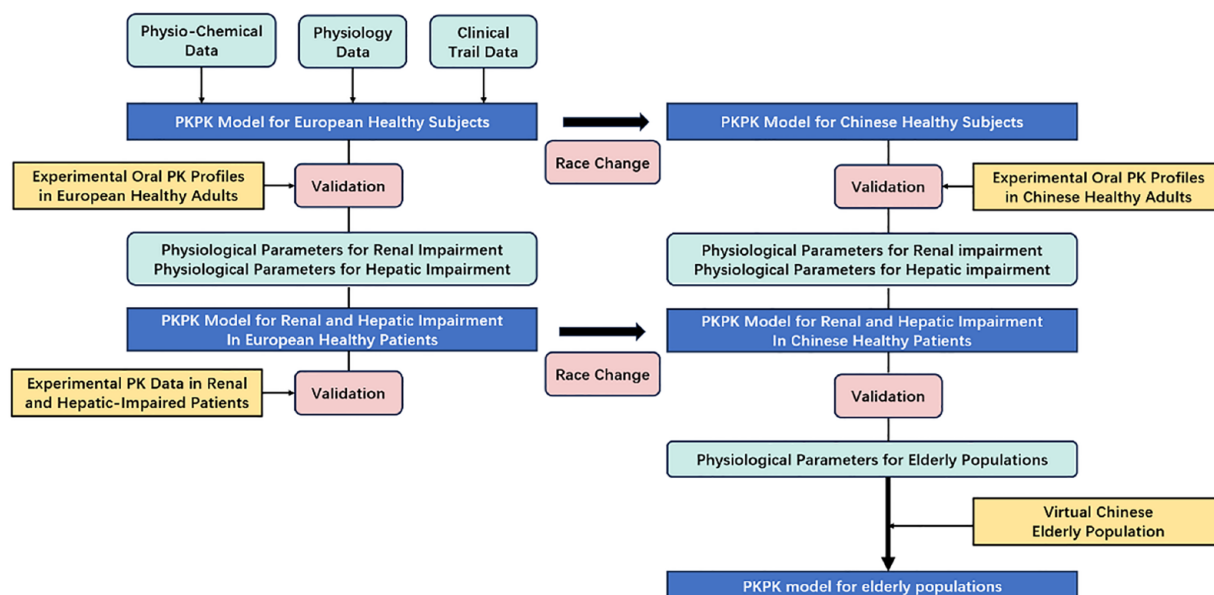 Physio-Chemical
Data
Physiology
Data
Clinical
Trail Data
PKPK Model for European Healthy Subjects
PKPK Model for Chinese Healthy Subjects
Race Change
Experimental Oral PK Profiles
in European Healthy Adults
Validation
Validation
Experimental Oral PK Profiles
in Chinese Healthy Adults
Physiological Parameters for Renal Impairment
Physiological Parameters for Hepatic Impairment
Physiological Parameters for Renal impairment
Physiological Parameters for Hepatic impairment
PKPK Model for Renal and Hepatic Impairment
In European Healthy Patients
PKPK Model for Renal and Hepatic Impairment
In Chinese Healthy Patients
Race Change
Experimental PK Data in Renal
and Hepatic-Impaired Patients
Validation
Validation
Physiological Parameters for Elderly Populations
Virtual Chinese
Elderly Population
PKPK model for elderly populations